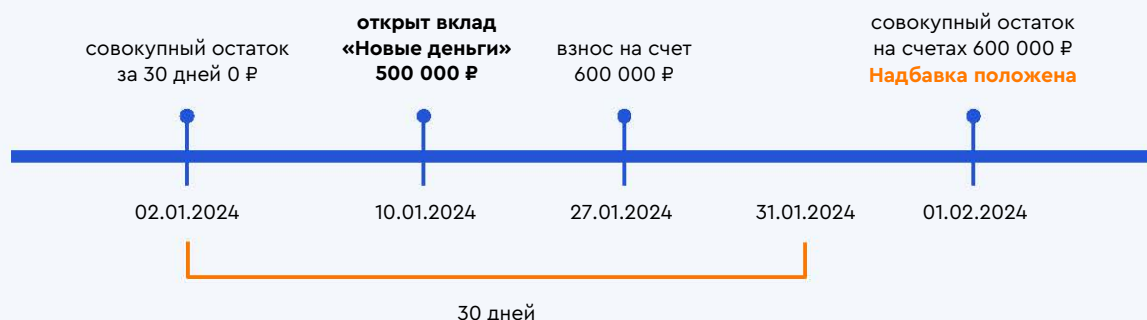 совокупный остаток
за 30 дней 0 ₽
открыт вклад
«Новые деньги»
500 000 ₽
взнос на счет
600 000 ₽
совокупный остаток
на счетах 600 000 ₽
Надбавка положена
02.01.2024
10.01.2024
27.01.2024
31.01.2024
01.02.2024
30 дней